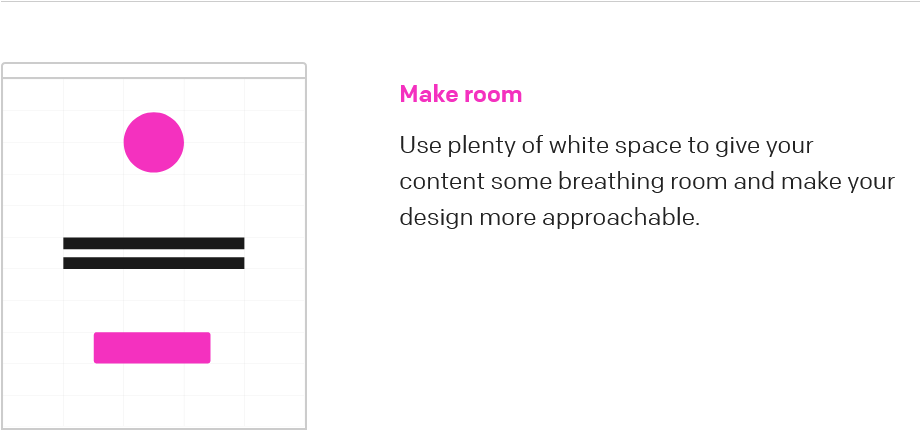 Make room
Use plenty of white space to give your
content some breathing room and make your
design more approachable.